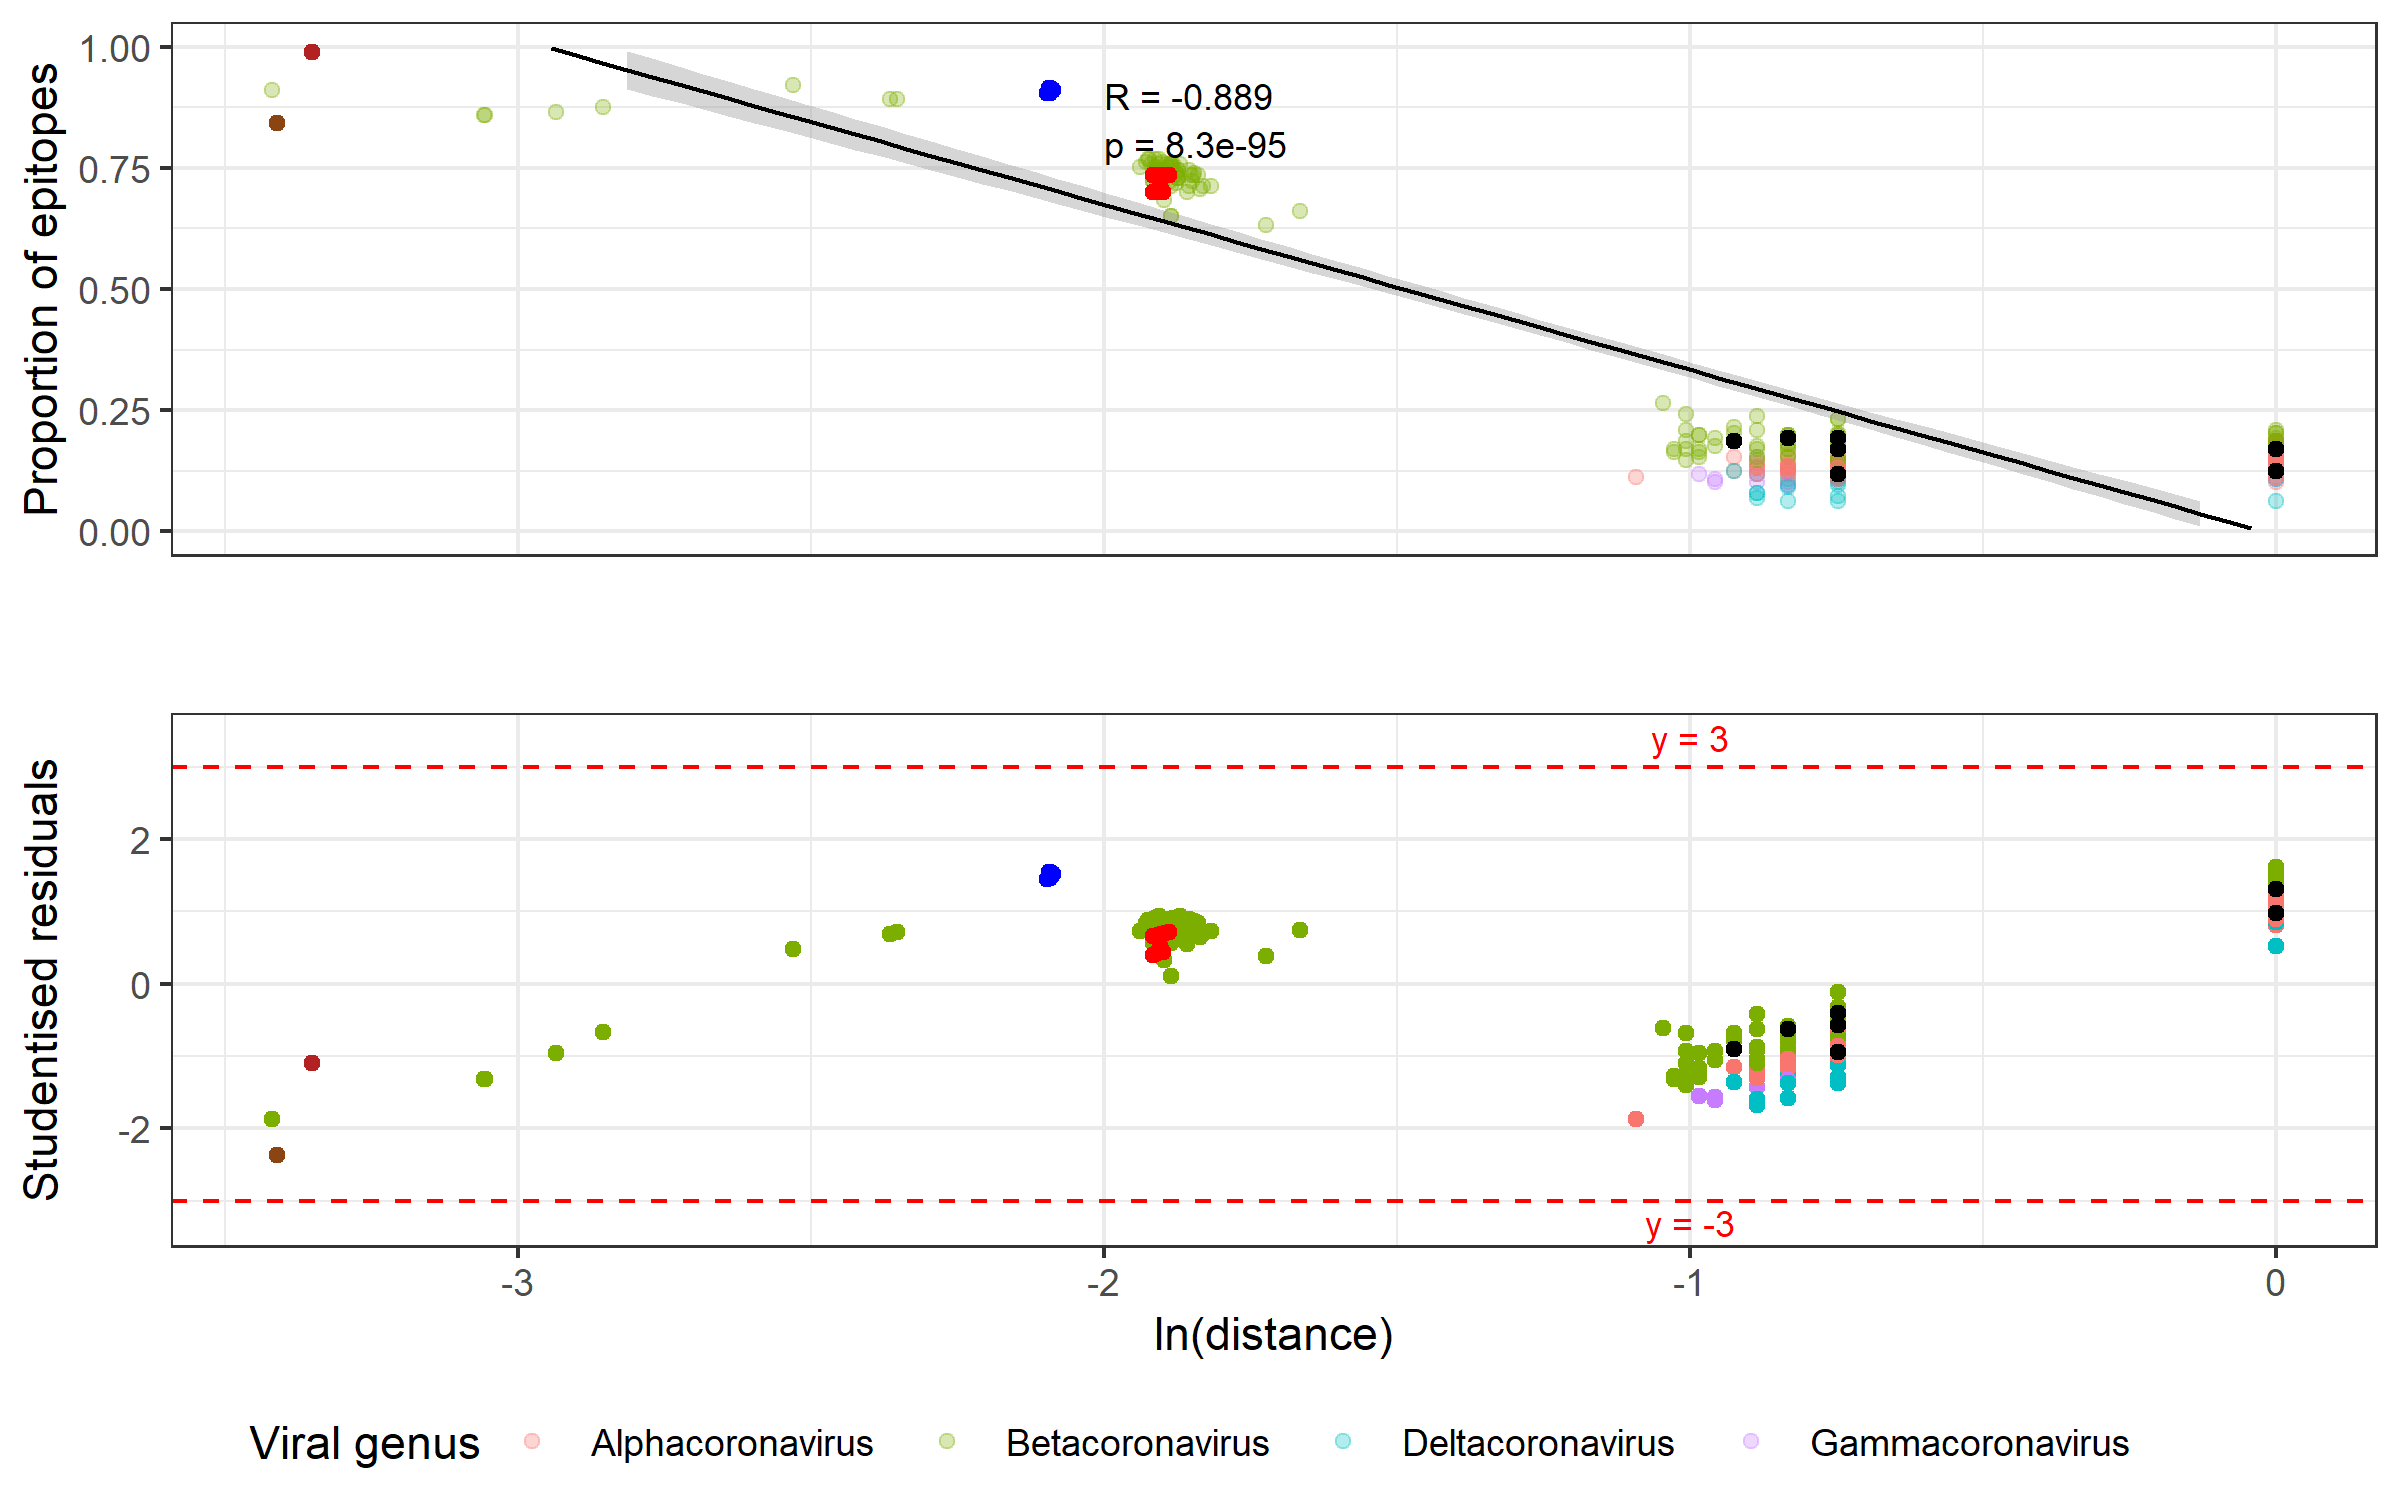 Proportion of epitopes
1.00
0.75
0.50
0.25
0.00
R = -0.889
p = 8.3e-95
Studentised residuals
2
0
-2
y = 3
y = -3
-3
-2
-1
0
ln(distance)
Viral genus
Alphacoronavirus
Betacoronavirus
Deltacoronavirus
Gammacoronavirus